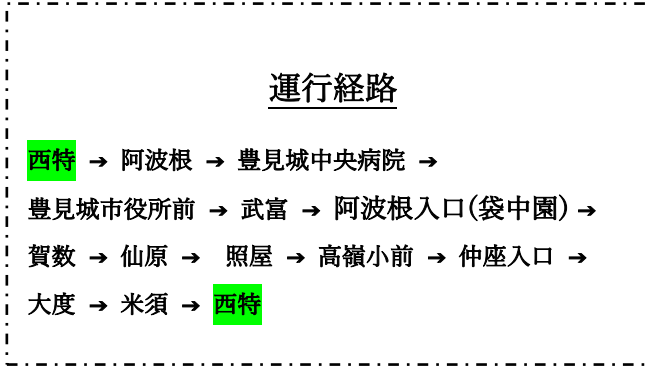 運行経路
西特 → 阿波根 → 豊見城中央病院 →
豊見城市役所前 → 武富 → 阿波根入口(袋中園) →
賀数 → 仙原 → 照屋 → 高嶺小前 → 仲座入口 →
大度 → 米須 → 西特